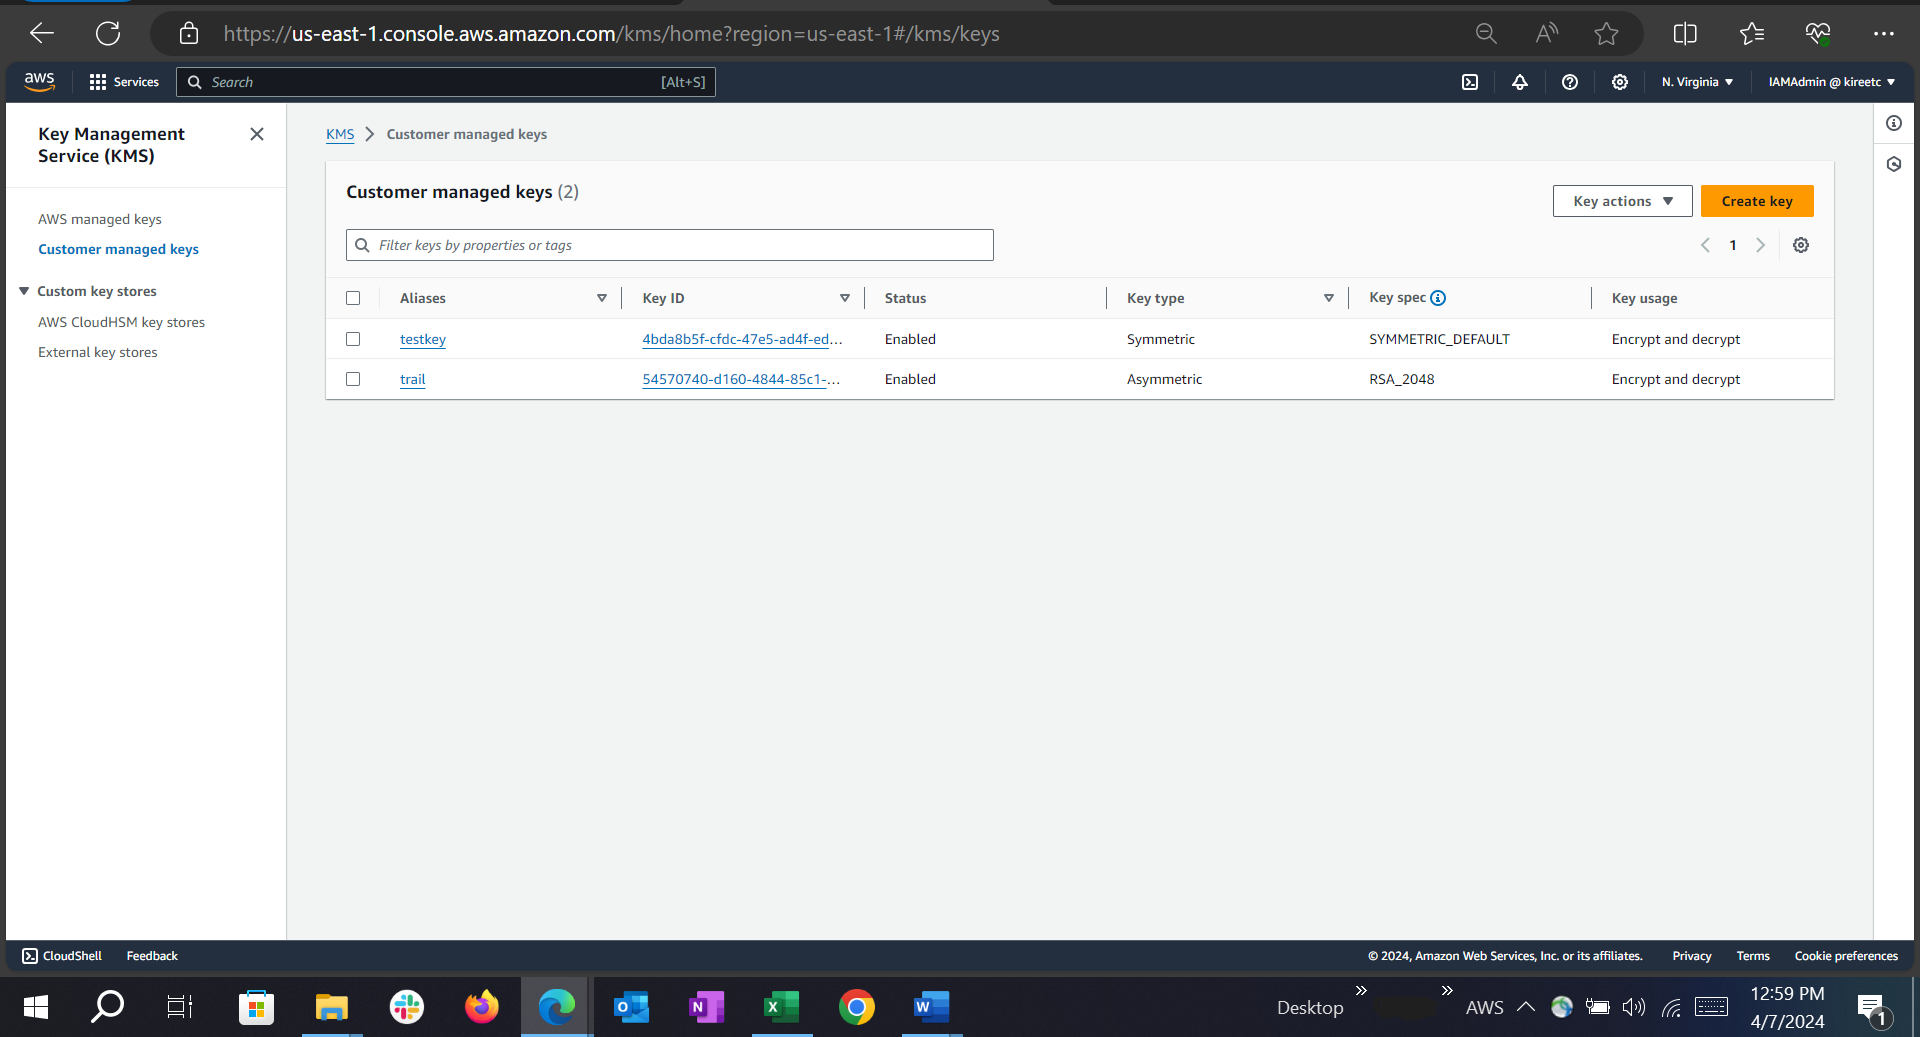 https://us-east-1.console.aws.amazon.com/kms/home?region=us-east-1#/kms/keys
aws Services Search [Alt+S] N. Virginia IAMAdmin @ kireetc
Key Management
Service (KMS)
AWS managed keys
Customer managed keys
Custom key stores
AWS CloudHSM key stores
External key stores
KMS > Customer managed keys
Customer managed keys (2)
Key actions Create key
Filter keys by properties or tags
1
Aliases Key ID Status Key type Key spec Key usage
testkey 4bda8b5f-cfdc-47e5-ad4f-ed... Enabled Symmetric SYMMETRIC_DEFAULT Encrypt and decrypt
trail 54570740-d160-4844-85c1-... Enabled Asymmetric RSA_2048 Encrypt and decrypt
CloudShell Feedback © 2024, Amazon Web Services, Inc. or its affiliates. Privacy Terms Cookie preferences
Desktop AWS 12:59 PM
4/7/2024
1